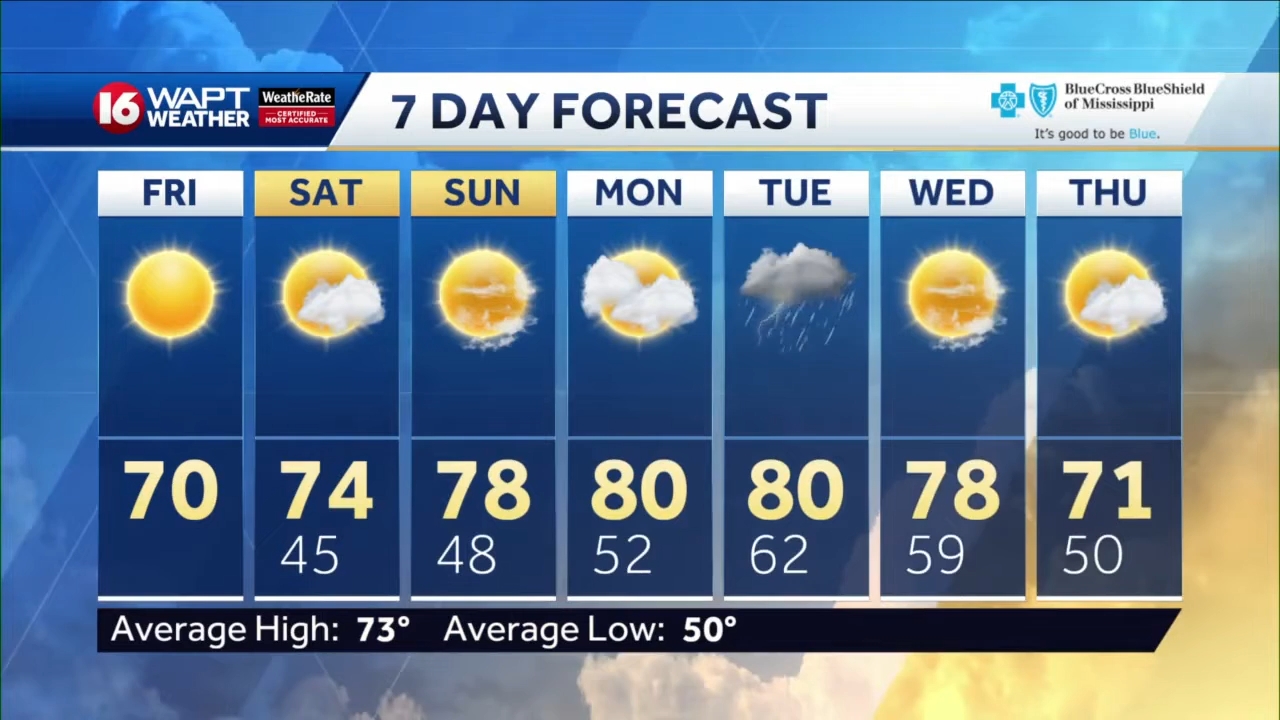 16 WAPT WEATHER
WeatheRate
CERTIFIED
MOST ACCURATE
7 DAY FORECAST
BlueCross BlueShield
of Mississippi
It's good to be Blue.
FRI SAT SUN MON TUE WED THU
70 74 78 80 80 78 71
45 48 52 62 59 50
Average High: 73° Average Low: 50°